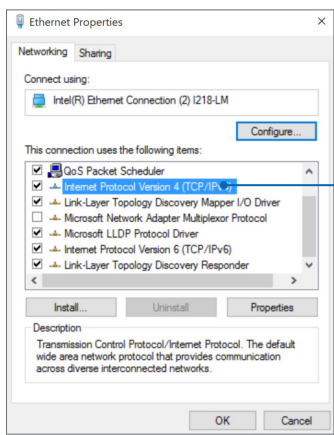 Ethernet Properties
Networking Sharing
Connect using:
Intel(R) Ethernet Connection (2) I218-LM
Configure...
This connection uses the following items:
QoS Packet Scheduler
Internet Protocol Version 4 (TCP/IPv4)
Link-Layer Topology Discovery Mapper I/O Driver
Microsoft Network Adapter Multiplexor Protocol
Microsoft LLDP Protocol Driver
Internet Protocol Version 6 (TCP/IPv6)
Link-Layer Topology Discovery Responder
Install... Uninstall Properties
Description
Transmission Control Protocol/Internet Protocol. The default
wide area network protocol that provides communication
across diverse interconnected networks.
OK Cancel